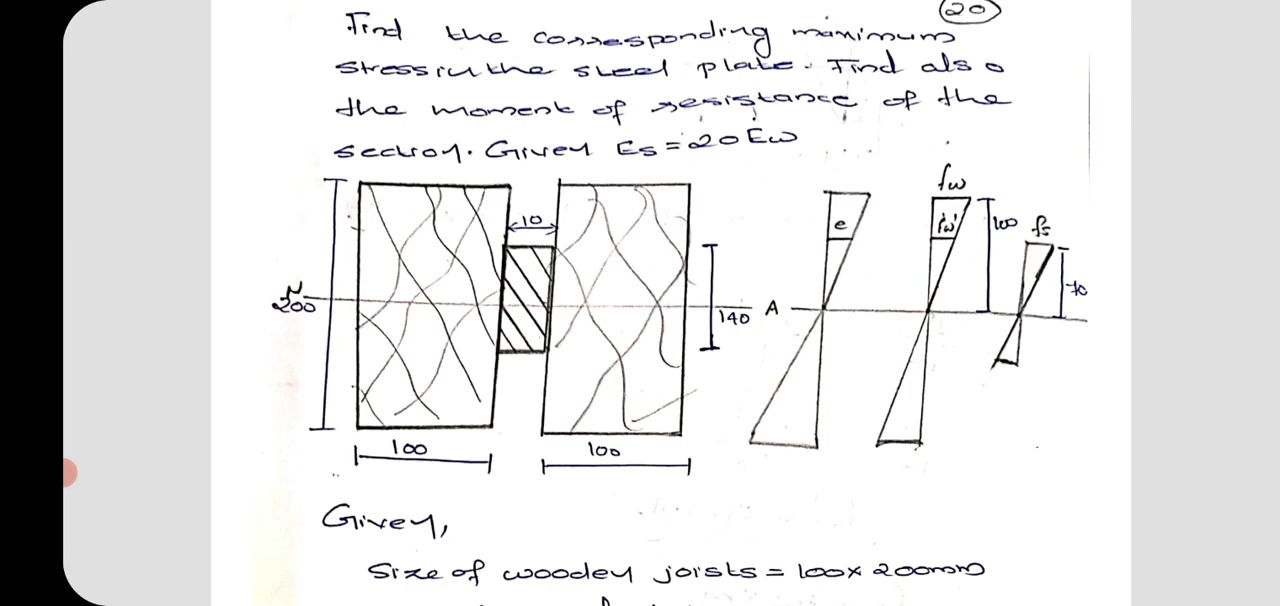 20
Find the corresponding maximum
stress in the steel plate. Find also
the moment of resistance of the
section. Given Es = 20 Ew
fw
10
e
fw'
100
fs
70
N
200
140
A
100
100
Given,
Size of wooden joists = 100 x 200mm